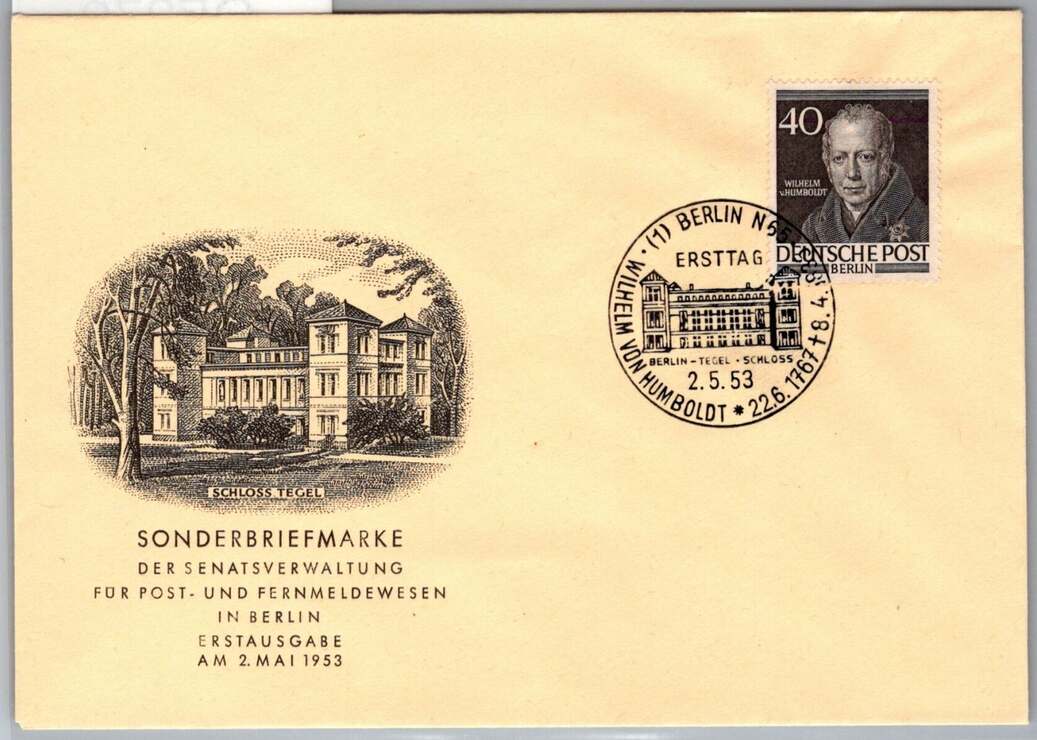 40
WILHELM
v. HUMBOLDT
DEUTSCHE POST
BERLIN
(1) BERLIN N65
ERSTTAG
BERLIN-TEGEL · SCHLOSS
2.5.53
WILHELM VON HUMBOLDT * 22.6.1767 † 8.4.
SCHLOSS TEGEL
SONDERBRIEFMARKE
DER SENATSVERWALTUNG
FÜR POST- UND FERNMELDEWESEN
IN BERLIN
ERSTAUSGABE
AM 2. MAI 1953